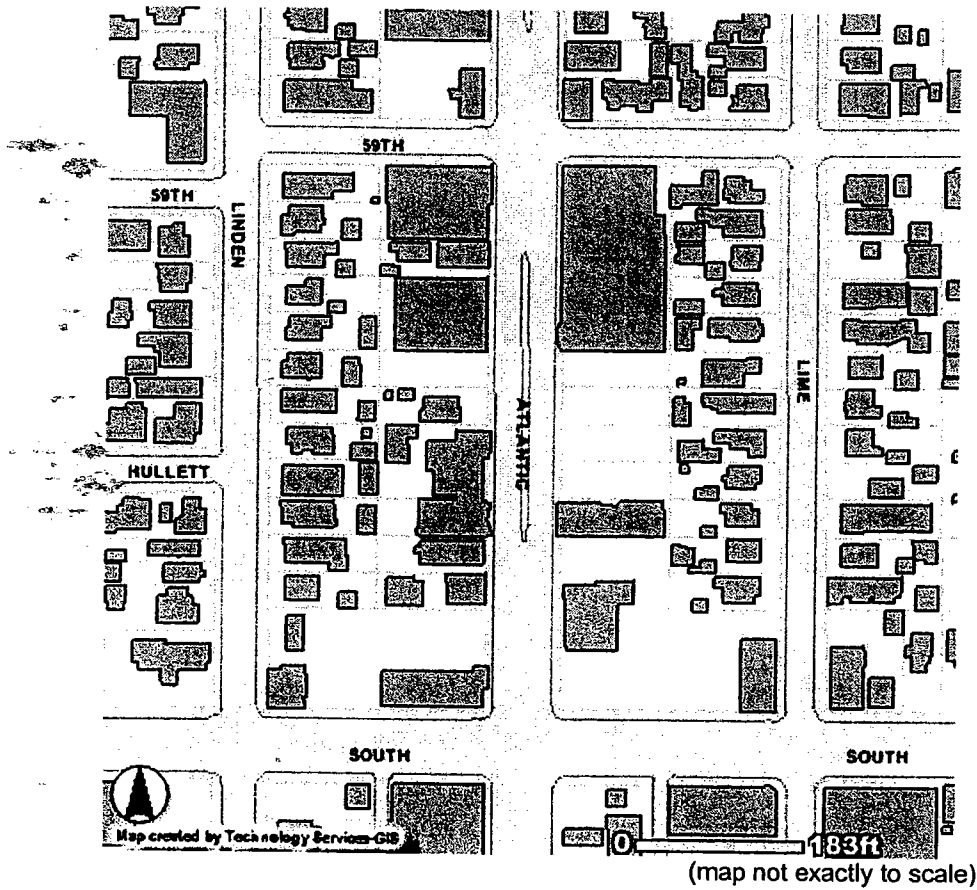 59TH
59TH
LINDEN
ATLANTIC
LIME
HULLETT
SOUTH
SOUTH
Map created by Technology Services-GIS
0 183ft
(map not exactly to scale)